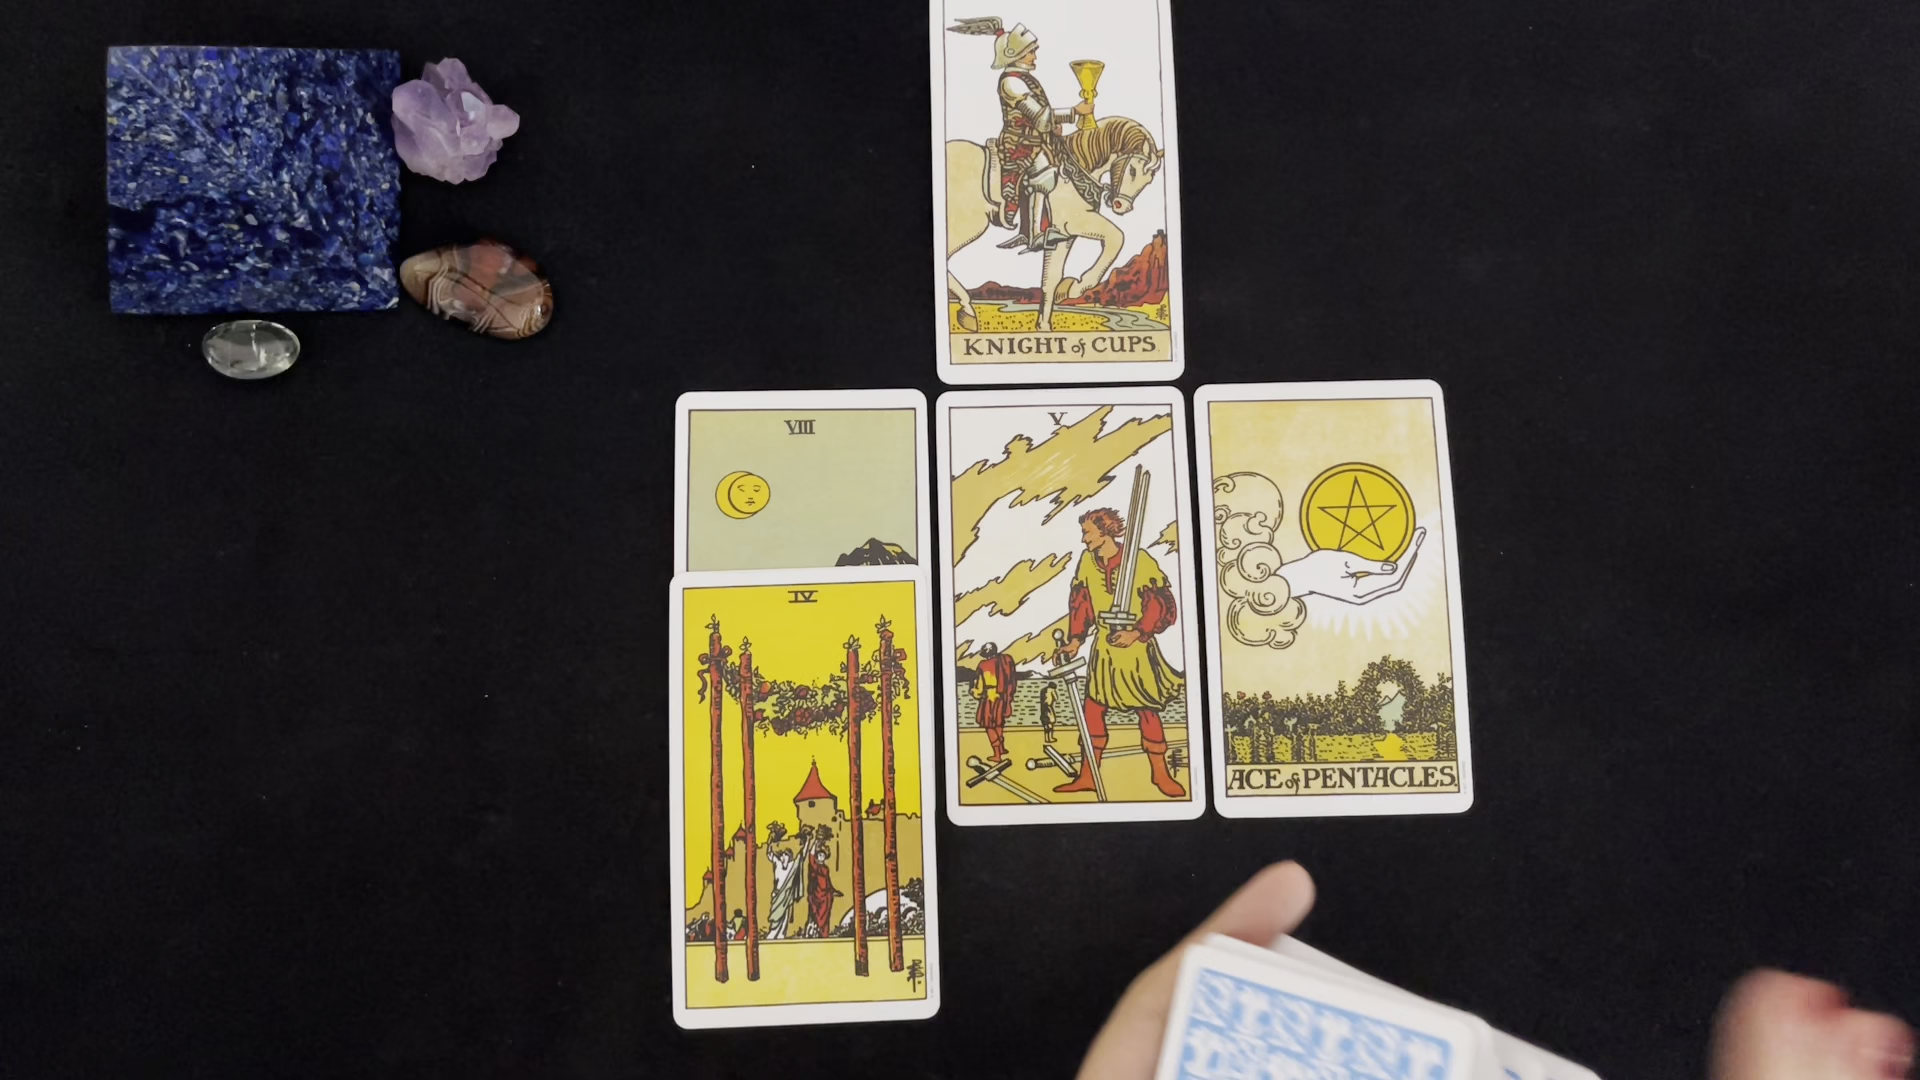 KNIGHT of CUPS.
VIII
V
IV
ACE of PENTACLES.